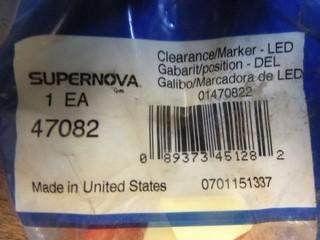 Clearance/Marker - LED
Gabarit/position - DEL
Galibo/Marcadora de LED
01470822
SUPERNOVA
1 EA
47082
0 89373 45128 2
Made in United States
0701151337